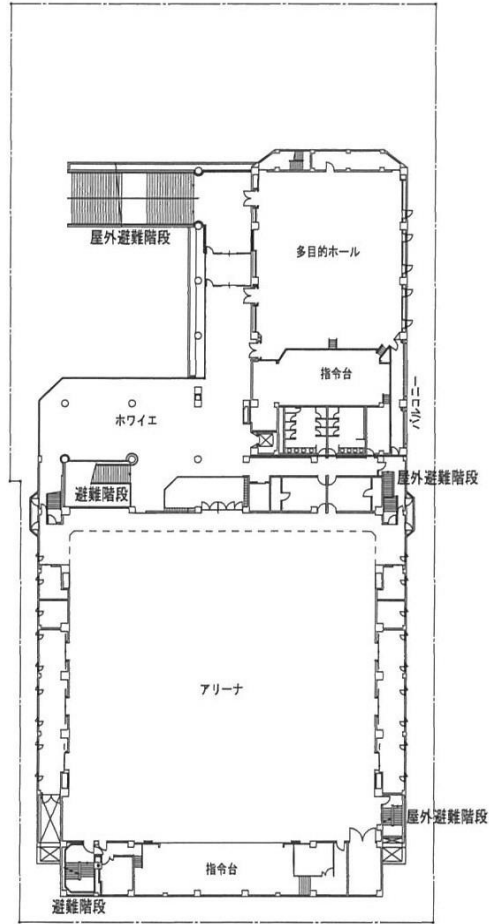 屋外避難階段
多目的ホール
指令台
バルコニー
ホワイエ
避難階段
屋外避難階段
アリーナ
屋外避難階段
指令台
避難階段